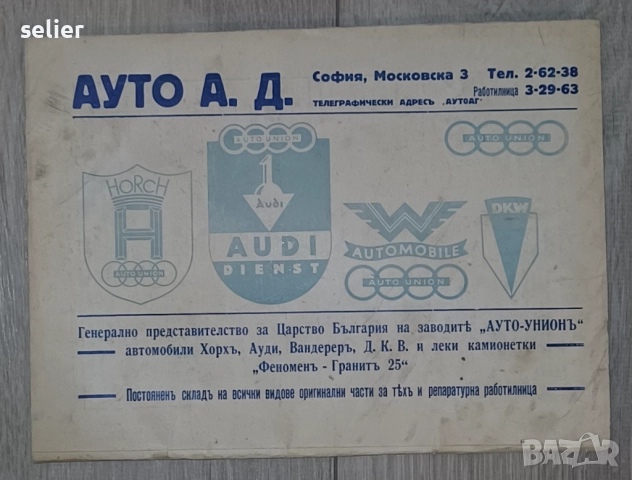 selier
АУТО А. Д.
София, Московска 3 Тел. 2-62-38
Работилница 3-29-63
ТЕЛЕГРАФИЧЕСКИ АДРЕСЪ „АУТОАГ"
AUTO UNION
AUTO UNION
HORCH
1
Audi
AUDI
DIENST
AUTO UNION
W
AUTOMOBILE
AUTO UNION
DKW
Генерално представителство за Царство България на заводитѣ „АУТО-УНИОНЪ"
автомобили Хорхъ, Ауди, Вандереръ, Д. К. В. и леки камионетки
„Феноменъ - Гранитъ 25"
Постояненъ складъ на всички видове оригинални части за тѣхъ и репаратурна работилница
BAZAR